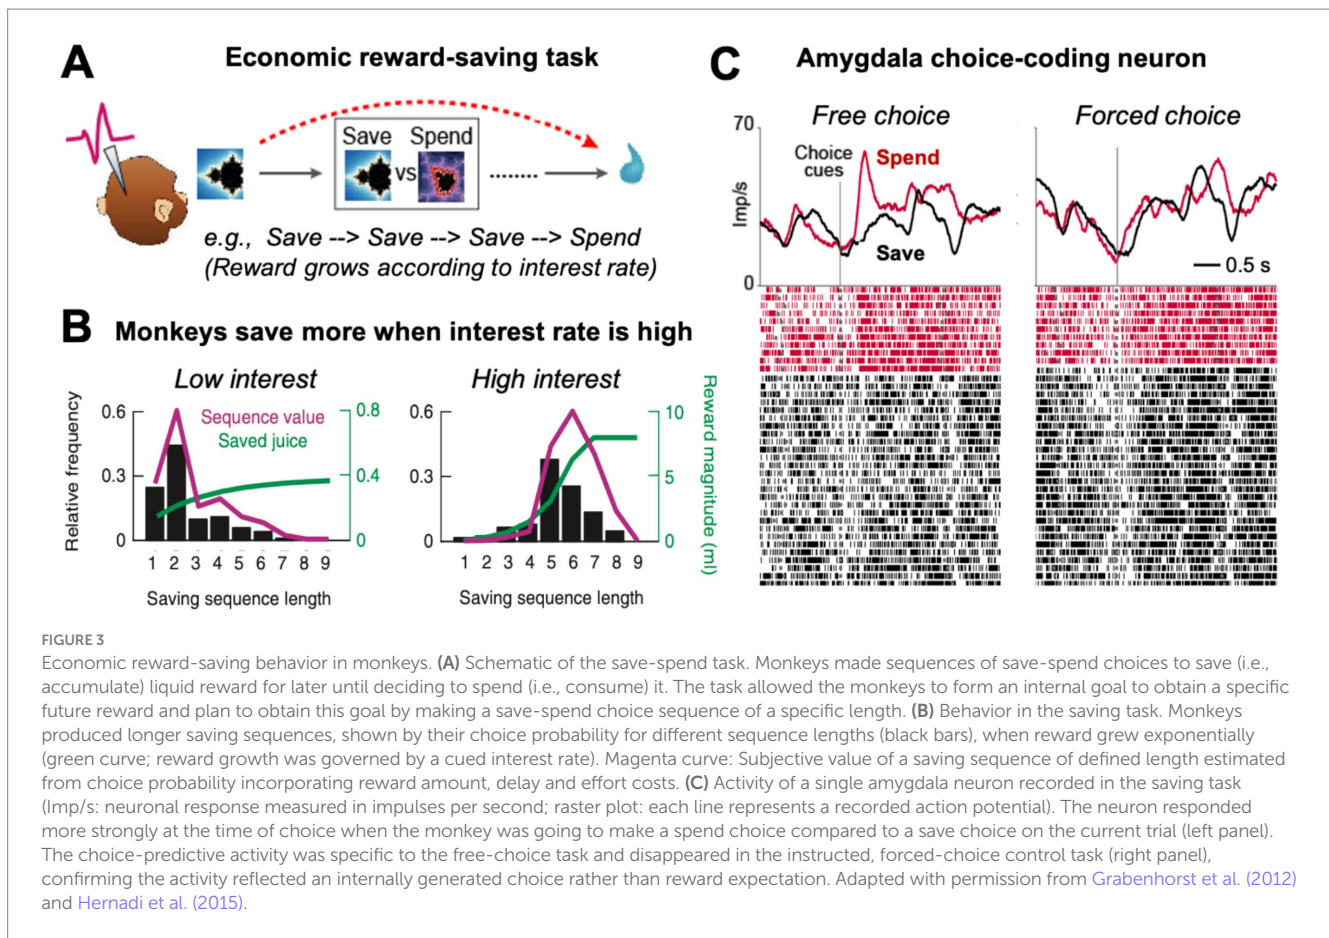 A
Economic reward-saving task
Save
Spend
vs
........
e.g., Save --> Save --> Save --> Spend
(Reward grows according to interest rate)
B
Monkeys save more when interest rate is high
Low interest
Relative frequency
0.6
0.3
0
Sequence value
Saved juice
0.8
0.4
0
1 2 3 4 5 6 7 8 9
Saving sequence length
High interest
0.6
0.3
0
10
5
0
Reward magnitude (ml)
1 2 3 4 5 6 7 8 9
Saving sequence length
C
Amygdala choice-coding neuron
Free choice
Forced choice
70
Imp/s
0
Choice
cues
Spend
Save
0.5 s
FIGURE 3
Economic reward-saving behavior in monkeys. (A) Schematic of the save-spend task. Monkeys made sequences of save-spend choices to save (i.e.,
accumulate) liquid reward for later until deciding to spend (i.e., consume) it. The task allowed the monkeys to form an internal goal to obtain a specific
future reward and plan to obtain this goal by making a save-spend choice sequence of a specific length. (B) Behavior in the saving task. Monkeys
produced longer saving sequences, shown by their choice probability for different sequence lengths (black bars), when reward grew exponentially
(green curve; reward growth was governed by a cued interest rate). Magenta curve: Subjective value of a saving sequence of defined length estimated
from choice probability incorporating reward amount, delay and effort costs. (C) Activity of a single amygdala neuron recorded in the saving task
(Imp/s: neuronal response measured in impulses per second; raster plot: each line represents a recorded action potential). The neuron responded
more strongly at the time of choice when the monkey was going to make a spend choice compared to a save choice on the current trial (left panel).
The choice-predictive activity was specific to the free-choice task and disappeared in the instructed, forced-choice control task (right panel),
confirming the activity reflected an internally generated choice rather than reward expectation. Adapted with permission from Grabenhorst et al. (2012)
and Hernadi et al. (2015).